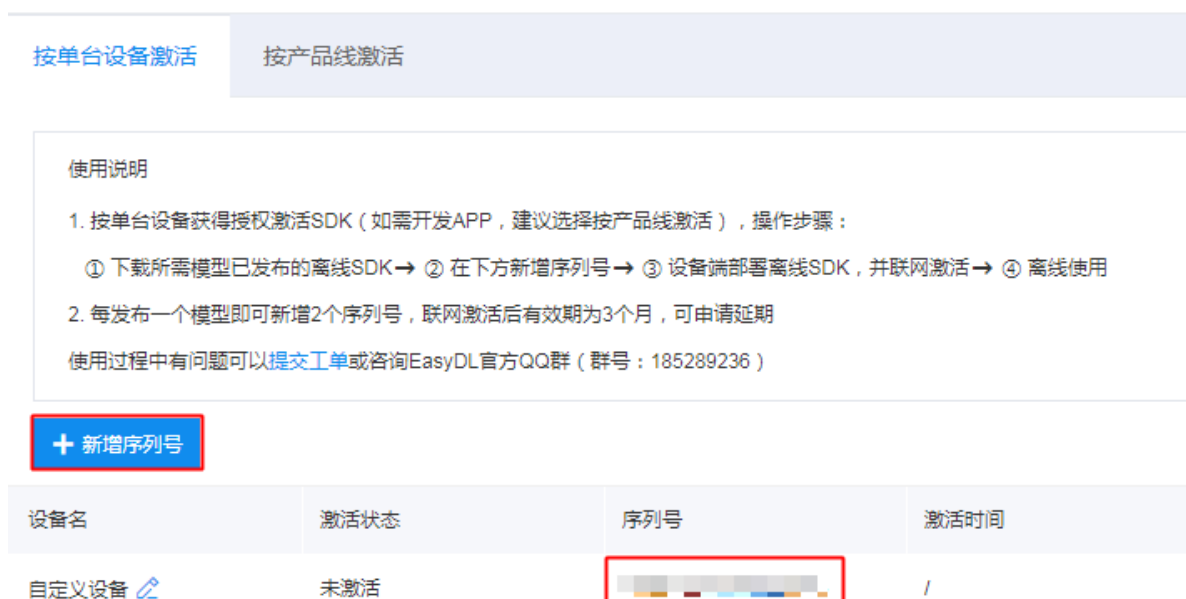 按单台设备激活 按产品线激活
使用说明
1. 按单台设备获得授权激活SDK（如需开发APP，建议选择按产品线激活），操作步骤：
① 下载所需模型已发布的离线SDK→ ② 在下方新增序列号→ ③ 设备端部署离线SDK，并联网激活→ ④ 离线使用
2. 每发布一个模型即可新增2个序列号，联网激活后有效期为3个月，可申请延期
使用过程中有问题可以提交工单或咨询EasyDL官方QQ群（群号：185289236）
+ 新增序列号
设备名 激活状态 序列号 激活时间
自定义设备 未激活 /